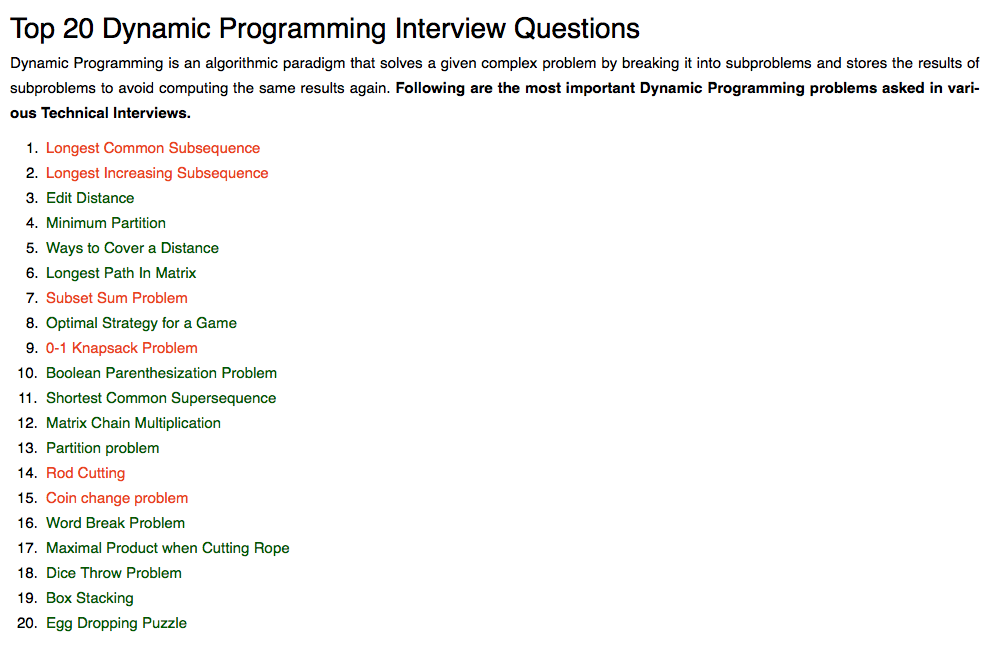 Top 20 Dynamic Programming Interview Questions
Dynamic Programming is an algorithmic paradigm that solves a given complex problem by breaking it into subproblems and stores the results of
subproblems to avoid computing the same results again. Following are the most important Dynamic Programming problems asked in vari-
ous Technical Interviews.
1. Longest Common Subsequence
2. Longest Increasing Subsequence
3. Edit Distance
4. Minimum Partition
5. Ways to Cover a Distance
6. Longest Path In Matrix
7. Subset Sum Problem
8. Optimal Strategy for a Game
9. 0-1 Knapsack Problem
10. Boolean Parenthesization Problem
11. Shortest Common Supersequence
12. Matrix Chain Multiplication
13. Partition problem
14. Rod Cutting
15. Coin change problem
16. Word Break Problem
17. Maximal Product when Cutting Rope
18. Dice Throw Problem
19. Box Stacking
20. Egg Dropping Puzzle